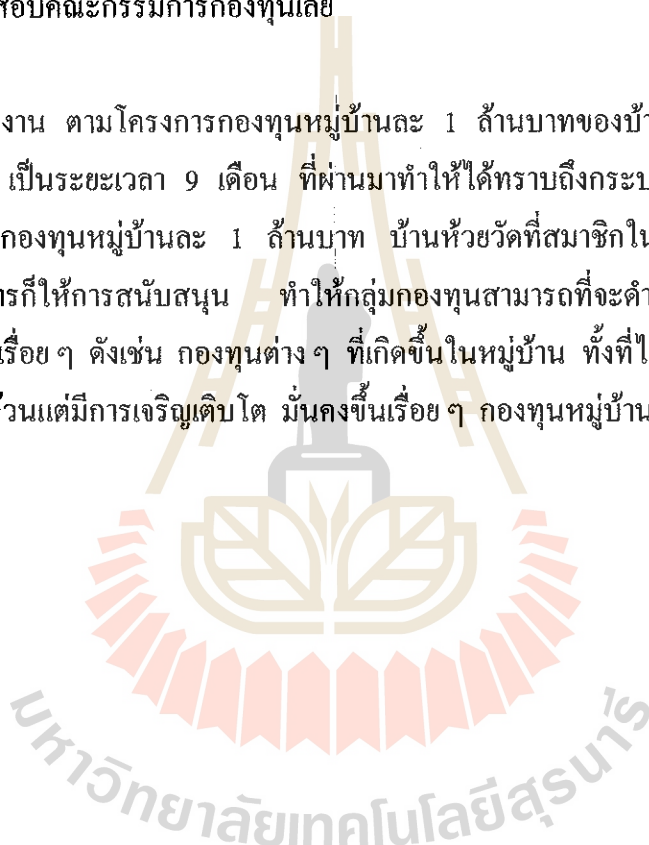 สอบคณะกรรมการกองทุนเลย
งาน ตามโครงการกองทุนหมู่บ้านละ 1 ล้านบาทของบ้า
เป็นระยะเวลา 9 เดือน ที่ผ่านมาทำให้ได้ทราบถึงกระบ
กองทุนหมู่บ้านละ 1 ล้านบาท บ้านห้วยวัดที่สมาชิกใน
ารก็ให้การสนับสนุน ทำให้กลุ่มกองทุนสามารถที่จะดำ
เรื่อย ๆ ดังเช่น กองทุนต่าง ๆ ที่เกิดขึ้นในหมู่บ้าน ทั้งที่ไ
้วนแต่มีการเจริญเติบโต มั่นคงขึ้นเรื่อย ๆ กองทุนหมู่บ้าน
มหาวิทยาลัยเทคโนโลยีสุรนารี